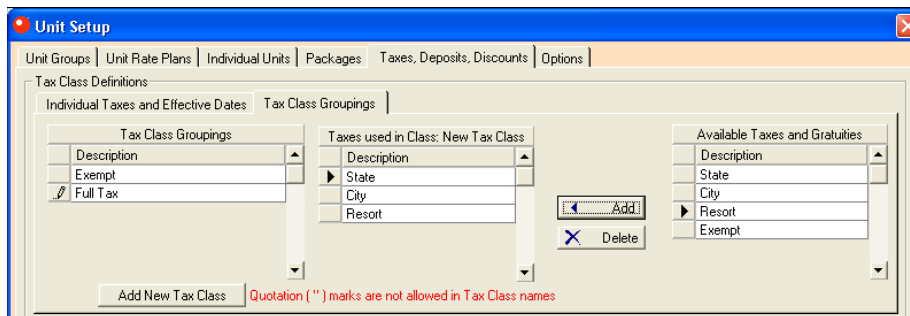 Unit Setup
Unit Groups Unit Rate Plans Individual Units Packages Taxes, Deposits, Discounts Options
Tax Class Definitions
Individual Taxes and Effective Dates Tax Class Groupings
Tax Class Groupings
Description
Exempt
Full Tax
Taxes used in Class: New Tax Class
Description
State
City
Resort
Add
Delete
Available Taxes and Gratuities
Description
State
City
Resort
Exempt
Add New Tax Class
Quotation ( " ) marks are not allowed in Tax Class names